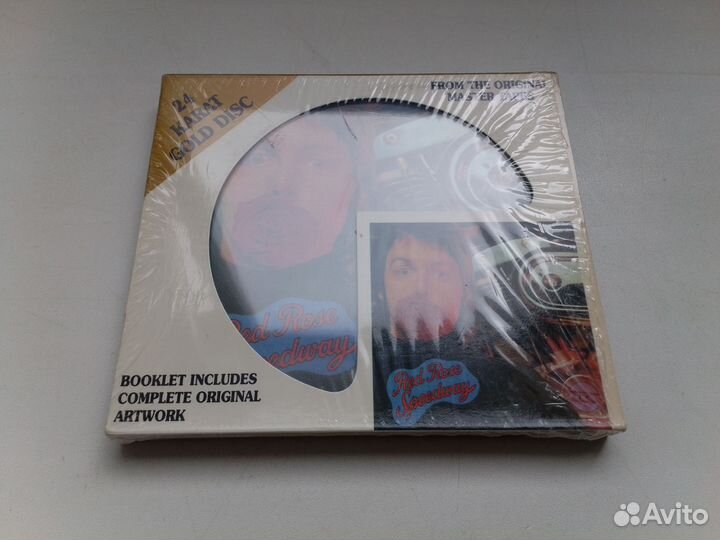 24
KARAT
GOLD DISC
FROM THE ORIGINAL
MASTER TAPES
Red Rose
Speedway
Red Rose
Speedway
BOOKLET INCLUDES
COMPLETE ORIGINAL
ARTWORK
Avito